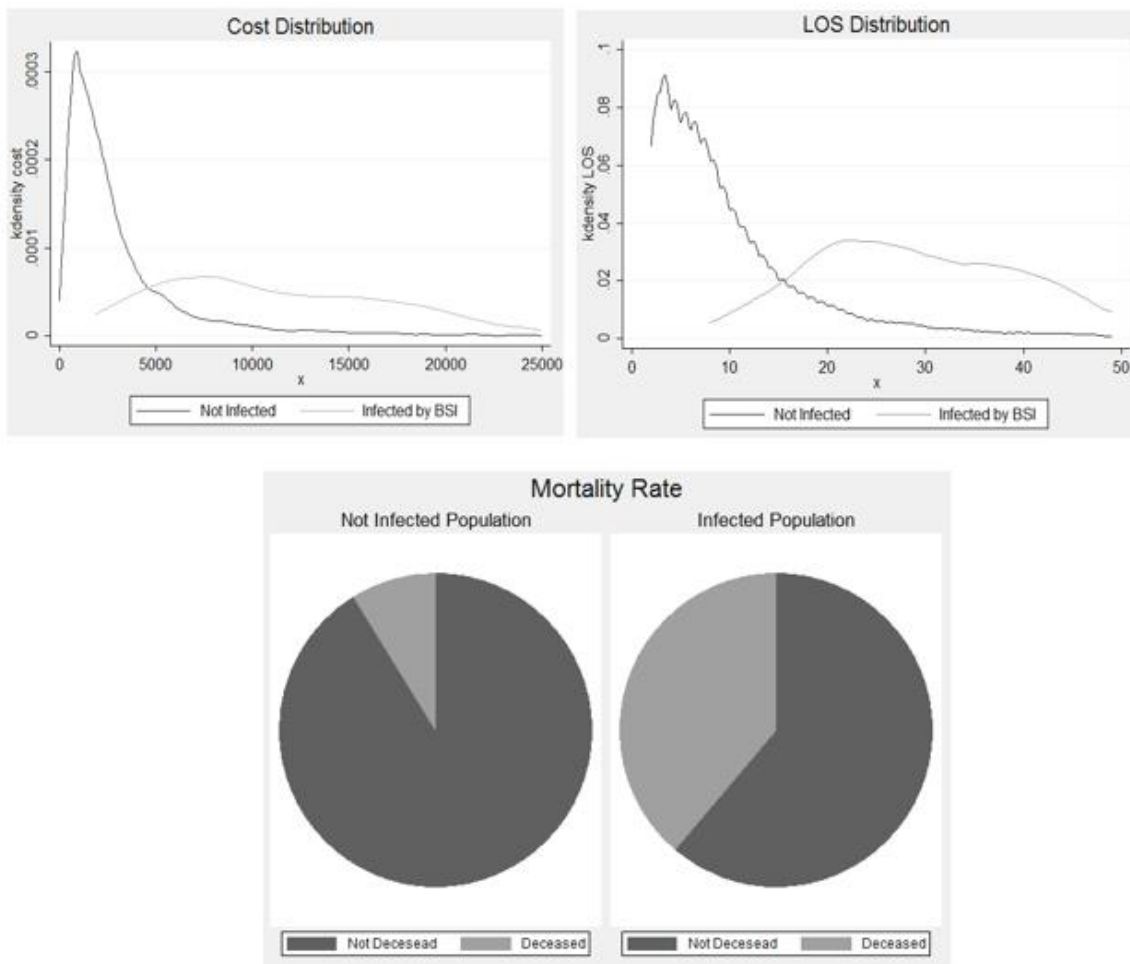 Cost Distribution
kdensity cost
.0003
.0002
.0001
0
0 5000 10000 15000 20000 25000
x
Not Infected Infected by BSI
LOS Distribution
kdensity LOS
.1
.08
.06
.04
.02
0
0 10 20 30 40 50
x
Not Infected Infected by BSI
Mortality Rate
Not Infected Population
Infected Population
Not Decesead Deceased
Not Decesead Deceased